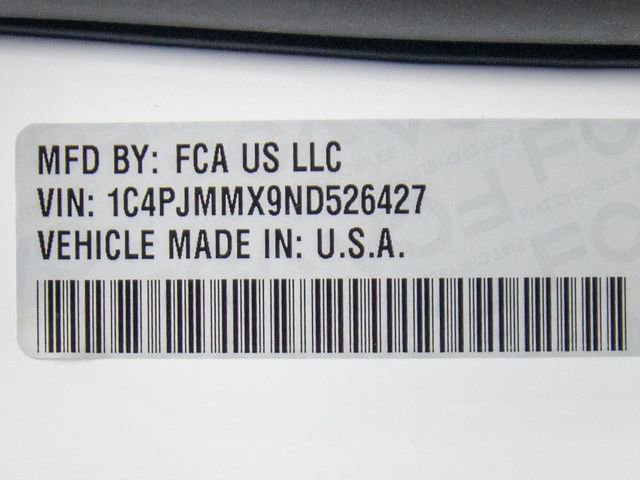 MFD BY: FCA US LLC
VIN: 1C4PJMMX9ND526427
VEHICLE MADE IN: U.S.A.